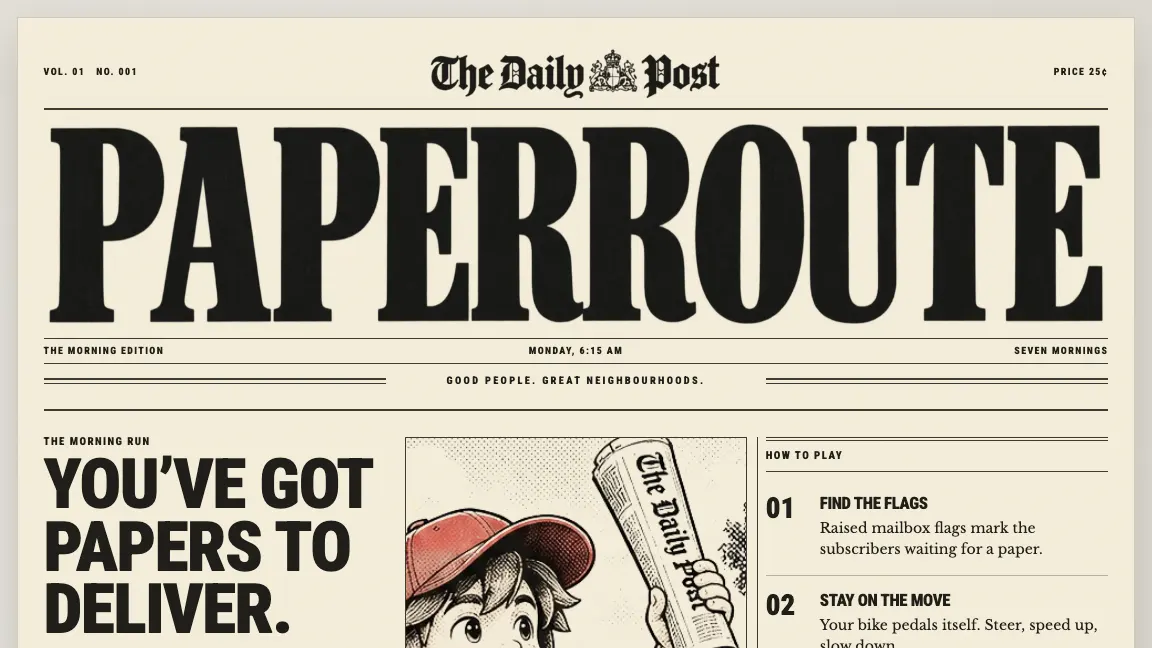 VOL. 01 NO. 001
The Daily Post
PRICE 25¢
PAPERROUTE
THE MORNING EDITION
MONDAY, 6:15 AM
SEVEN MORNINGS
GOOD PEOPLE. GREAT NEIGHBOURHOODS.
THE MORNING RUN
YOU’VE GOT
PAPERS TO
DELIVER.
The Daily Post
HOW TO PLAY
01
FIND THE FLAGS
Raised mailbox flags mark the
subscribers waiting for a paper.
02
STAY ON THE MOVE
Your bike pedals itself. Steer, speed up,
slow down